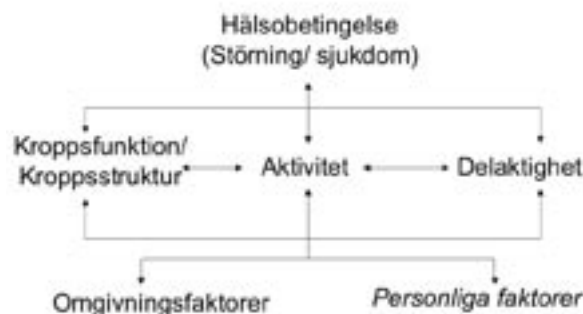 Hälsobetingelse
(Störning/ sjukdom)
Kroppsfunktion/
Kroppsstruktur
Aktivitet
Delaktighet
Omgivningsfaktorer
Personliga faktorer